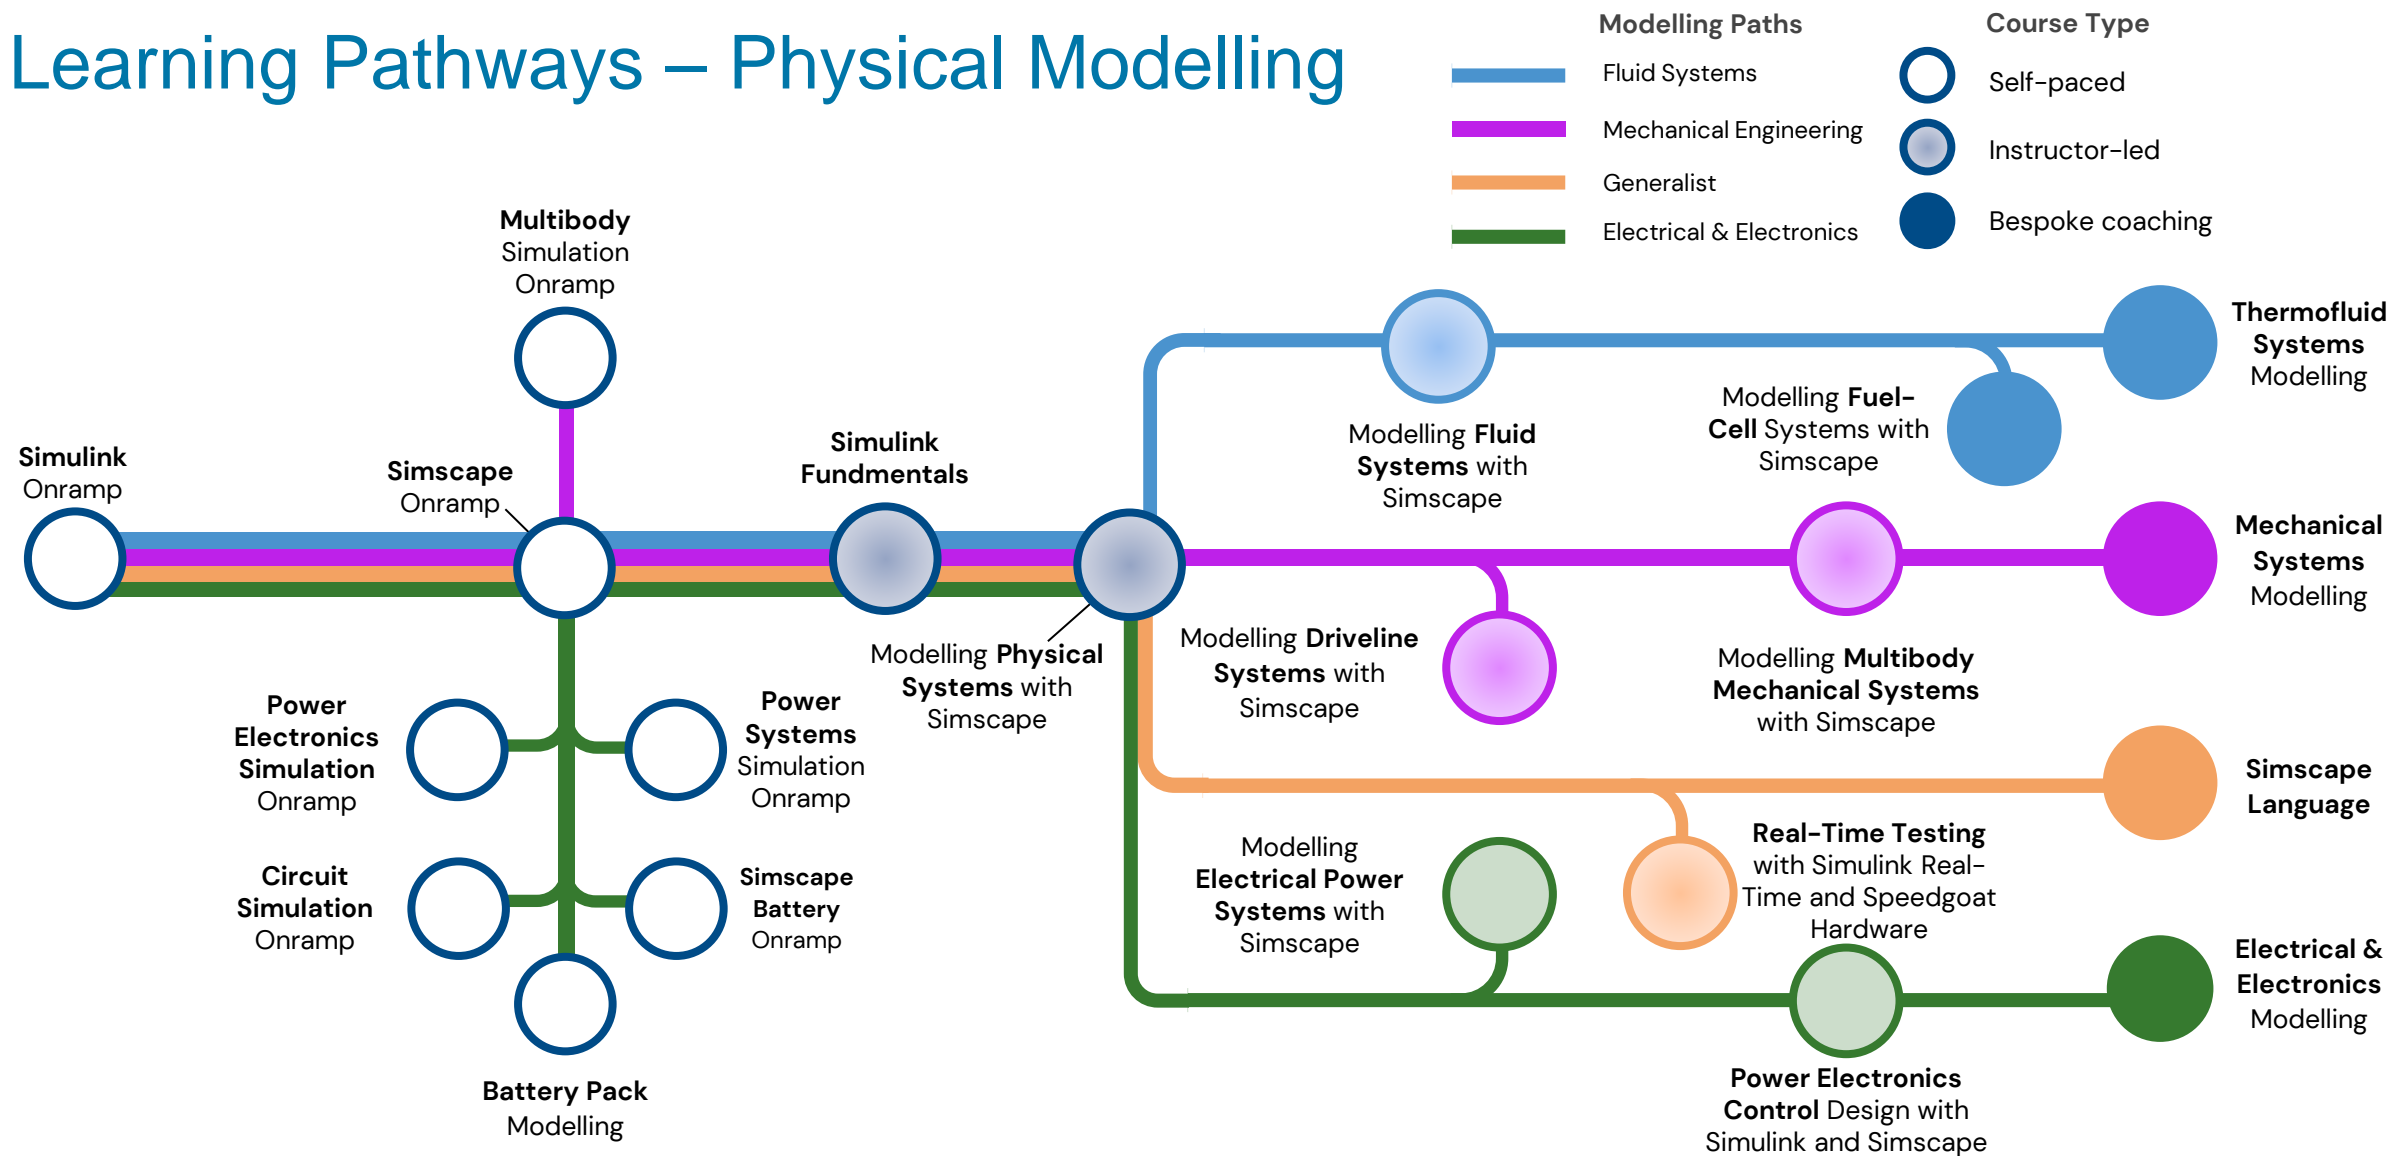 Learning Pathways – Physical Modelling
Modelling Paths
Fluid Systems
Mechanical Engineering
Generalist
Electrical & Electronics
Course Type
Self-paced
Instructor-led
Bespoke coaching
Multibody
Simulation
Onramp
Simulink
Onramp
Simscape
Onramp
Simulink
Fundmentals
Modelling Physical
Systems with
Simscape
Power
Electronics
Simulation
Onramp
Power
Systems
Simulation
Onramp
Circuit
Simulation
Onramp
Simscape
Battery
Onramp
Battery Pack
Modelling
Modelling Fluid
Systems with
Simscape
Modelling Fuel-
Cell Systems with
Simscape
Thermofluid
Systems
Modelling
Modelling Driveline
Systems with
Simscape
Modelling Multibody
Mechanical Systems
with Simscape
Mechanical
Systems
Modelling
Real-Time Testing
with Simulink Real-
Time and Speedgoat
Hardware
Simscape
Language
Modelling
Electrical Power
Systems with
Simscape
Power Electronics
Control Design with
Simulink and Simscape
Electrical &
Electronics
Modelling